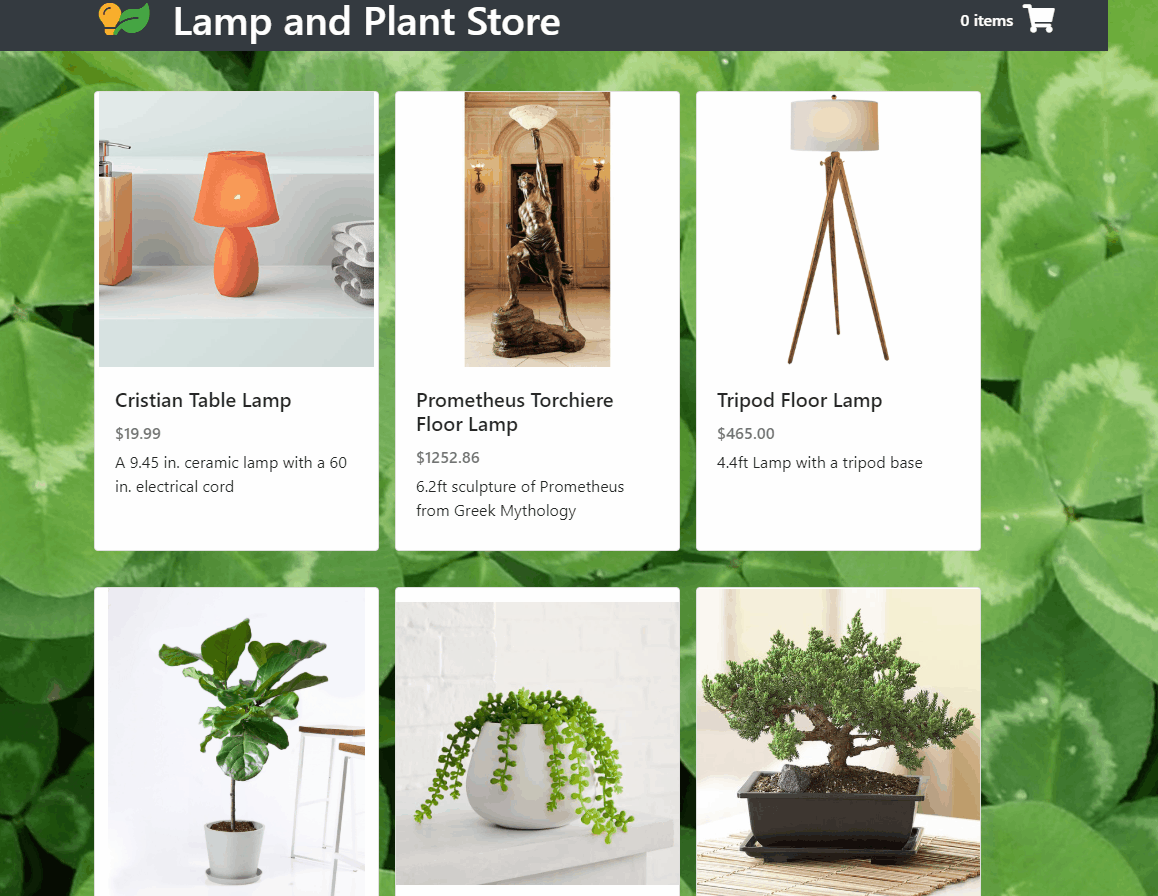 Lamp and Plant Store
0 items
Cristian Table Lamp
$19.99
A 9.45 in. ceramic lamp with a 60
in. electrical cord
Prometheus Torchiere
Floor Lamp
$1252.86
6.2ft sculpture of Prometheus
from Greek Mythology
Tripod Floor Lamp
$465.00
4.4ft Lamp with a tripod base